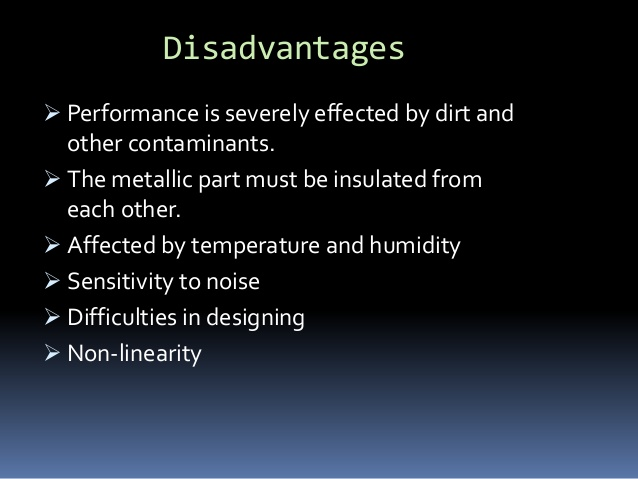 Disadvantages
➢ Performance is severely effected by dirt and
other contaminants.
➢ The metallic part must be insulated from
each other.
➢ Affected by temperature and humidity
➢ Sensitivity to noise
➢ Difficulties in designing
➢ Non-linearity